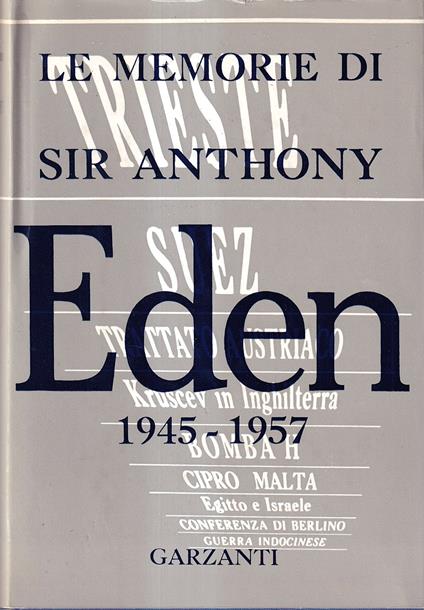 LE MEMORIE DI
TRIESTE
SIR ANTHONY
SUEZ
Eden
TRATTATO AUSTRIACO
Kruscev in Inghilterra
1945-1957
BOMBA H
CIPRO MALTA
Egitto e Israele
CONFERENZA DI BERLINO
GUERRA INDOCINESE
GARZANTI